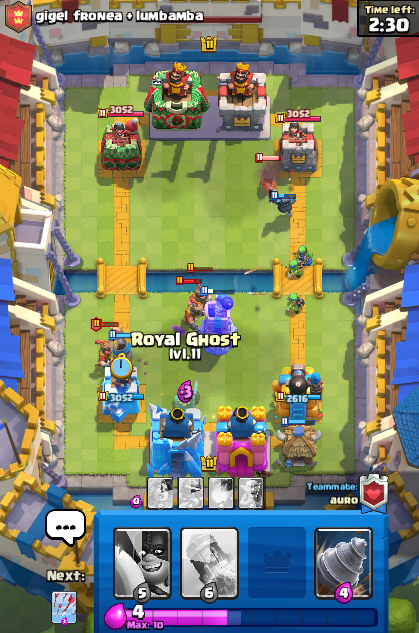 gigel fronea + lumbamba
Time left:
2:30
3052
3052
Royal Ghost
lvl.11
3052
2616
3
Teammate:
auro
...
5
6
4
Next:
4
Max: 10